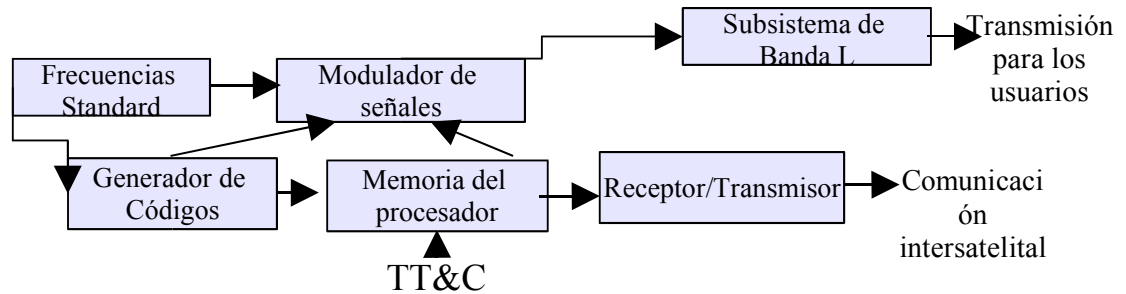 Frecuencias
Standard
Modulador de
señales
Subsistema de
Banda L
Transmisión
para los
usuarios
Generador de
Códigos
Memoria del
procesador
Receptor/Transmisor
Comunicaci
ón
intersatelital
TT&C